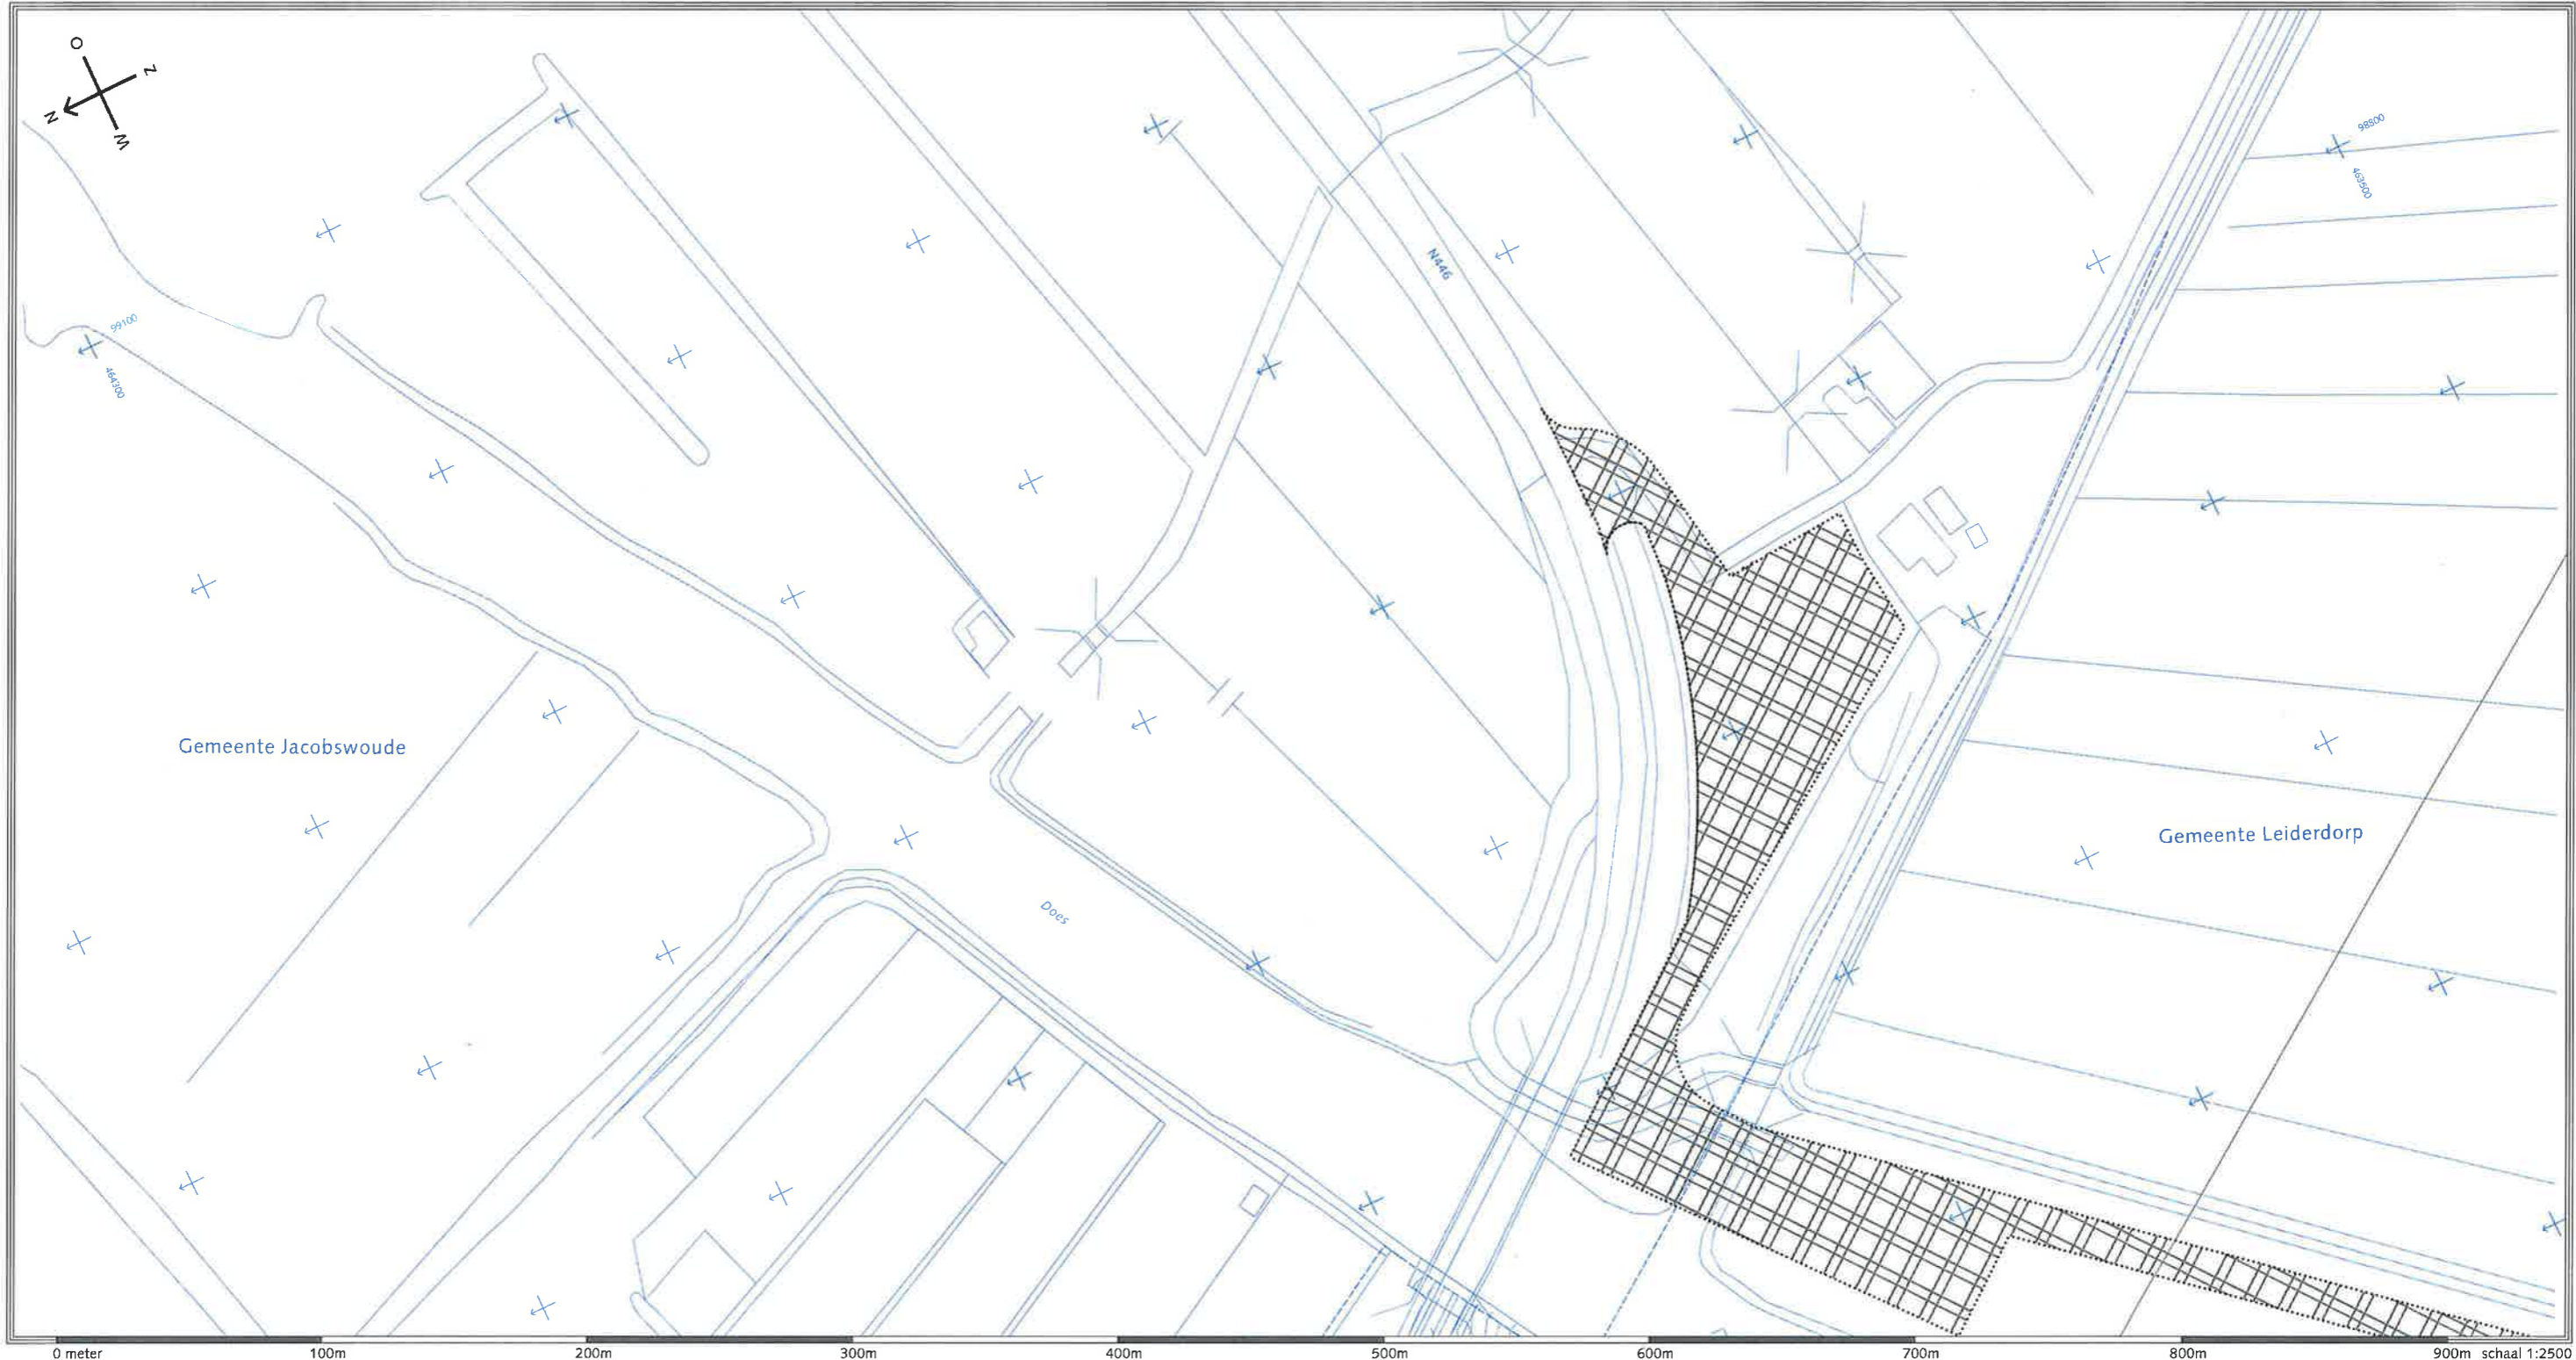 O
Z
N
W
98800
463500
N446
99100
464300
Gemeente Jacobswoude
Gemeente Leiderdorp
Does
0 meter 100m 200m 300m 400m 500m 600m 700m 800m 900m schaal 1:2500